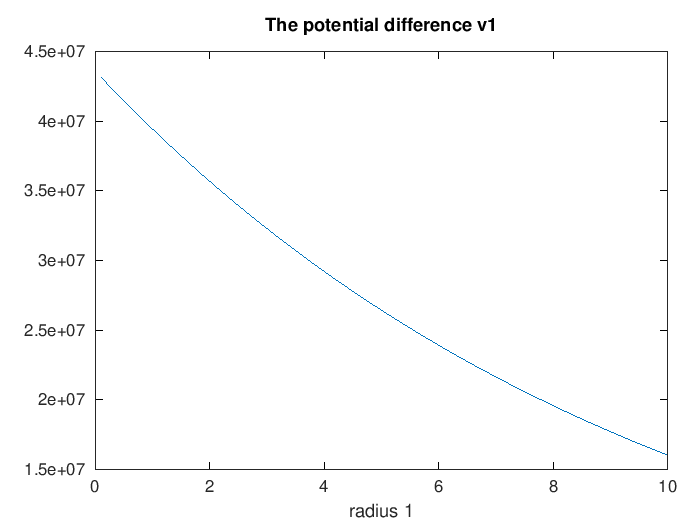 The potential difference v1
4.5e+07
4e+07
3.5e+07
3e+07
2.5e+07
2e+07
1.5e+07
0 2 4 6 8 10
radius 1